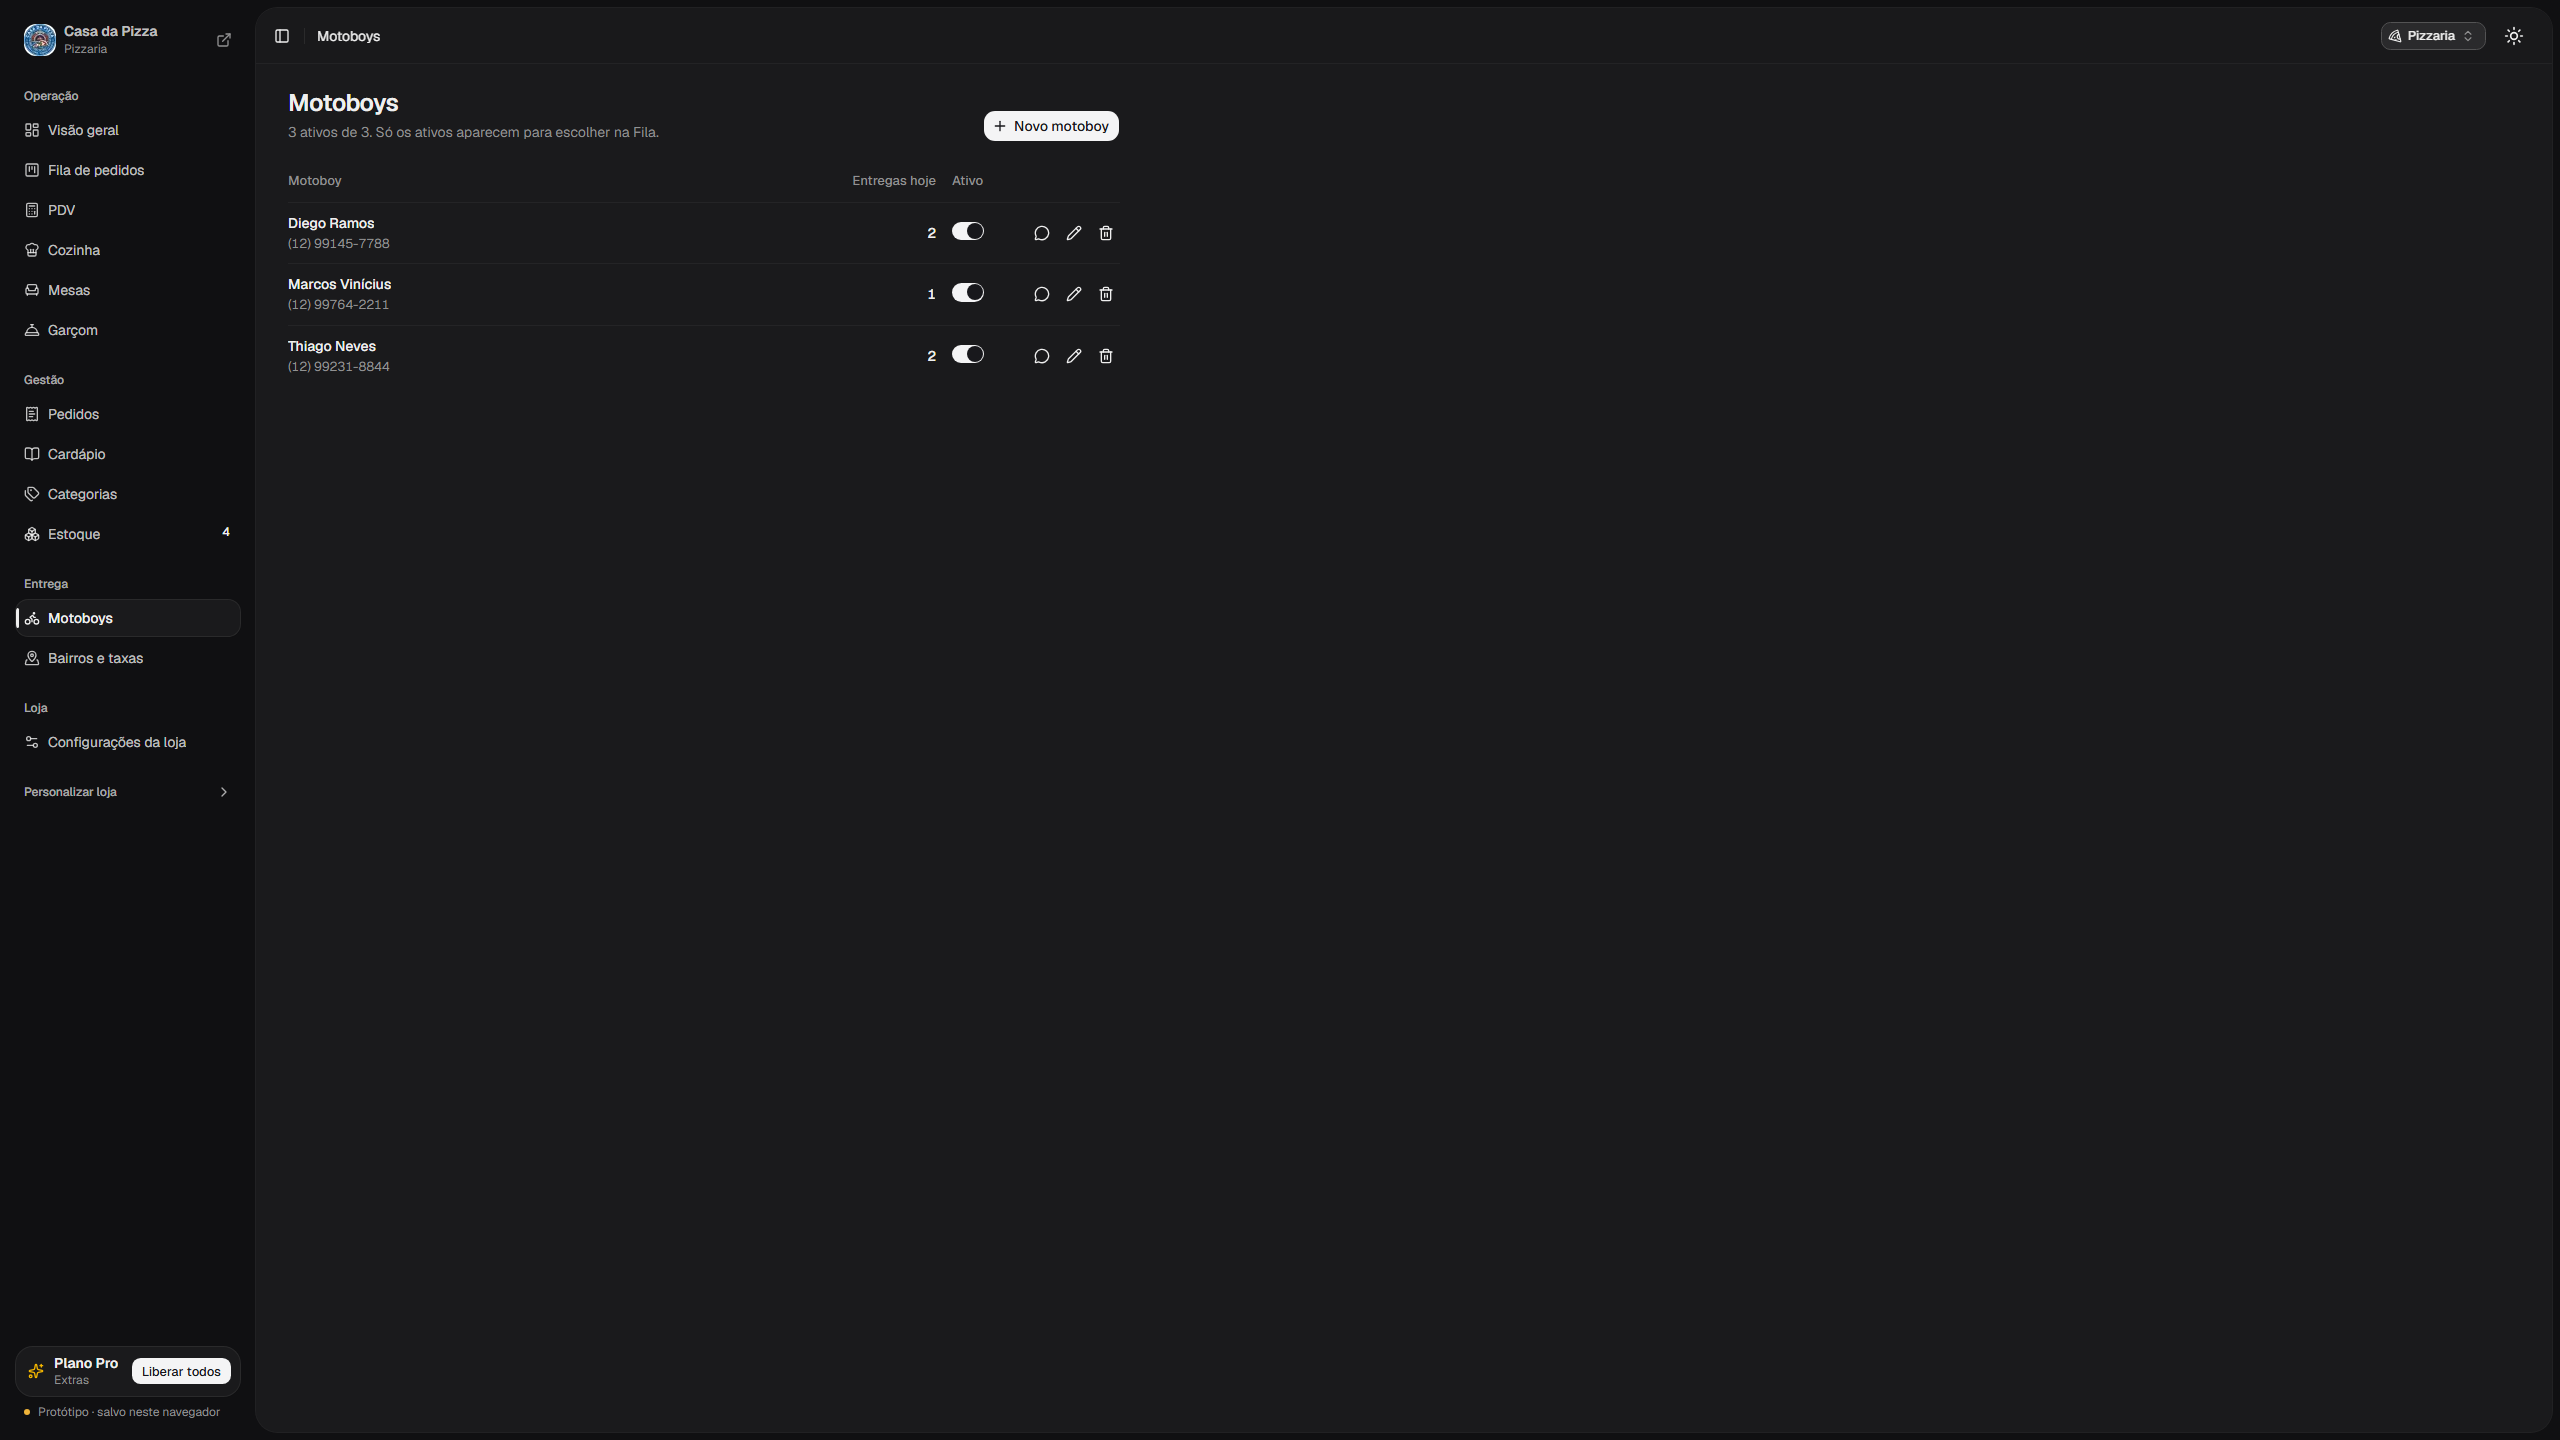 Casa da Pizza
Pizzaria
Operação
Visão geral
Fila de pedidos
PDV
Cozinha
Mesas
Garçom
Gestão
Pedidos
Cardápio
Categorias
Estoque 4
Entrega
Motoboys
Bairros e taxas
Loja
Configurações da loja
Personalizar loja
Plano Pro
Extras
Liberar todos
Protótipo · salvo neste navegador
Motoboys
Pizzaria
Motoboys
3 ativos de 3. Só os ativos aparecem para escolher na Fila.
Novo motoboy
Motoboy Entregas hoje Ativo
Diego Ramos
(12) 99145-7788
2
Marcos Vinícius
(12) 99764-2211
1
Thiago Neves
(12) 99231-8844
2